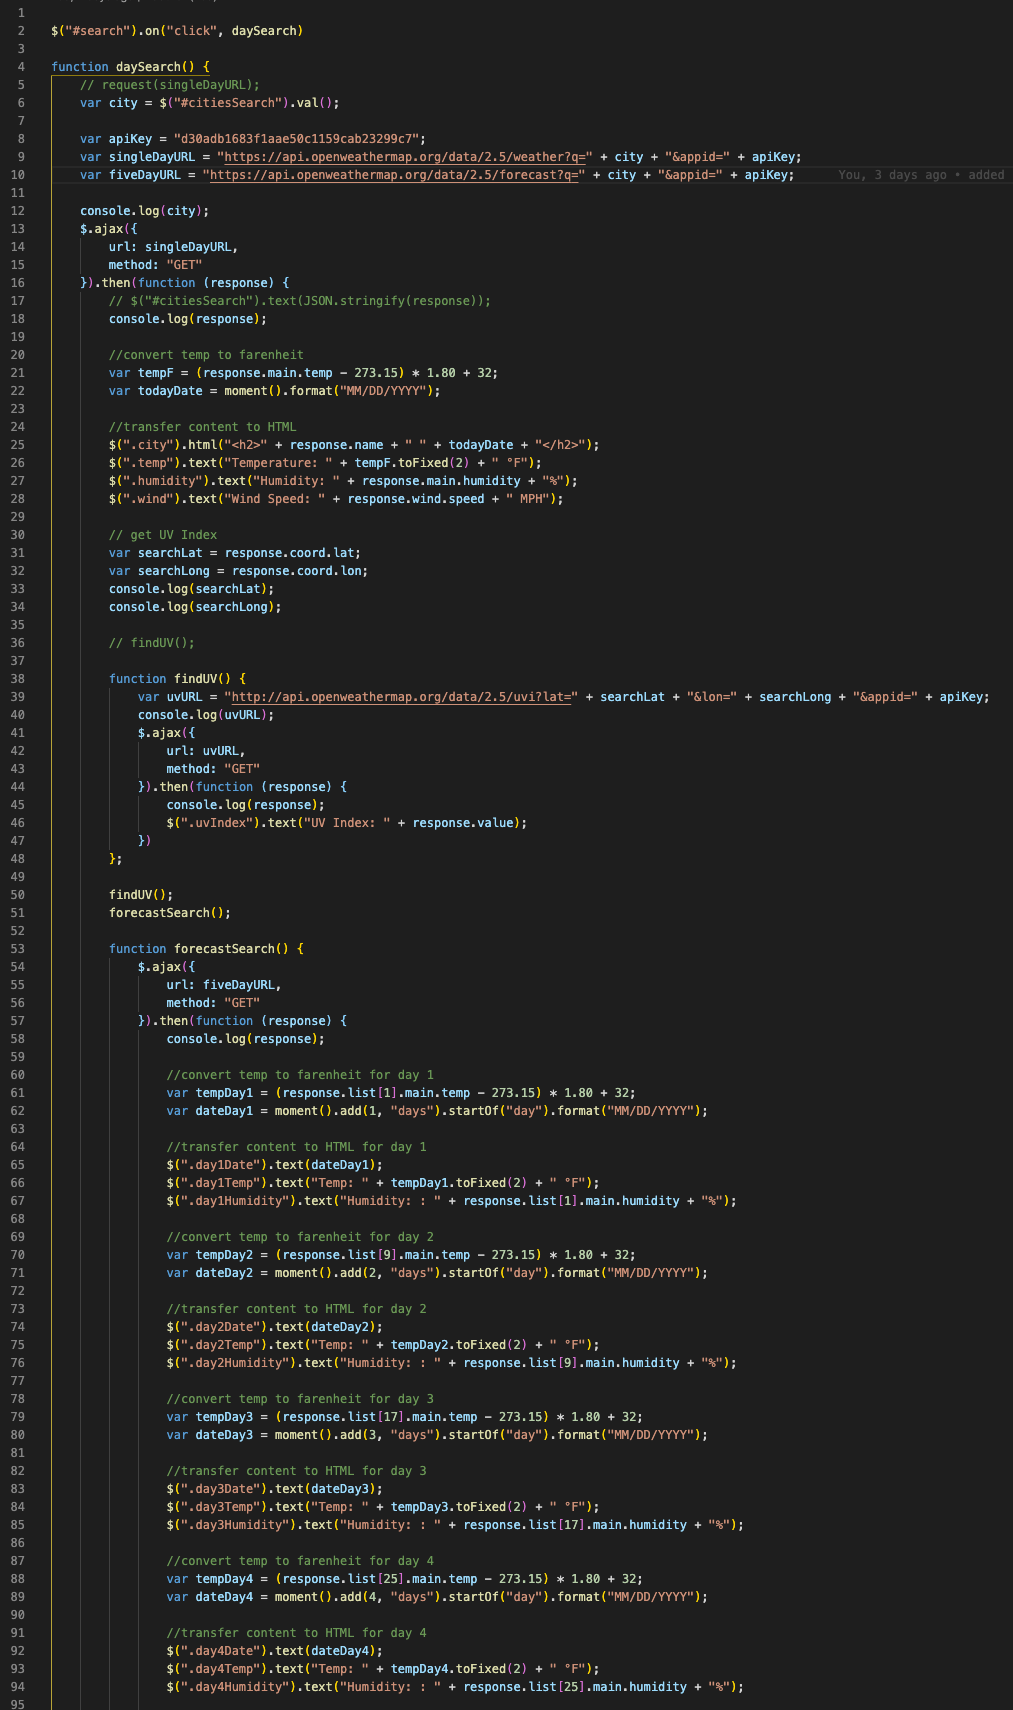 1
2 $("#search").on("click", daySearch)
3
4 function daySearch() {
5 // request(singleDayURL);
6 var city = $("#citiesSearch").val();
7
8 var apiKey = "d30adb1683f1aae50c1159cab23299c7";
9 var singleDayURL = "https://api.openweathermap.org/data/2.5/weather?q=" + city + "&appid=" + apiKey;
10 var fiveDayURL = "https://api.openweathermap.org/data/2.5/forecast?q=" + city + "&appid=" + apiKey; You, 3 days ago • added
11
12 console.log(city);
13 $.ajax({
14 url: singleDayURL,
15 method: "GET"
16 }).then(function (response) {
17 // $("#citiesSearch").text(JSON.stringify(response));
18 console.log(response);
19
20 //convert temp to farenheit
21 var tempF = (response.main.temp - 273.15) * 1.80 + 32;
22 var todayDate = moment().format("MM/DD/YYYY");
23
24 //transfer content to HTML
25 $(".city").html("<h2>" + response.name + " " + todayDate + "</h2>");
26 $(".temp").text("Temperature: " + tempF.toFixed(2) + " °F");
27 $(".humidity").text("Humidity: " + response.main.humidity + "%");
28 $(".wind").text("Wind Speed: " + response.wind.speed + " MPH");
29
30 // get UV Index
31 var searchLat = response.coord.lat;
32 var searchLong = response.coord.lon;
33 console.log(searchLat);
34 console.log(searchLong);
35
36 // findUV();
37
38 function findUV() {
39 var uvURL = "http://api.openweathermap.org/data/2.5/uvi?lat=" + searchLat + "&lon=" + searchLong + "&appid=" + apiKey;
40 console.log(uvURL);
41 $.ajax({
42 url: uvURL,
43 method: "GET"
44 }).then(function (response) {
45 console.log(response);
46 $(".uvIndex").text("UV Index: " + response.value);
47 })
48 };
49
50 findUV();
51 forecastSearch();
52
53 function forecastSearch() {
54 $.ajax({
55 url: fiveDayURL,
56 method: "GET"
57 }).then(function (response) {
58 console.log(response);
59
60 //convert temp to farenheit for day 1
61 var tempDay1 = (response.list[1].main.temp - 273.15) * 1.80 + 32;
62 var dateDay1 = moment().add(1, "days").startOf("day").format("MM/DD/YYYY");
63
64 //transfer content to HTML for day 1
65 $(".day1Date").text(dateDay1);
66 $(".day1Temp").text("Temp: " + tempDay1.toFixed(2) + " °F");
67 $(".day1Humidity").text("Humidity: : " + response.list[1].main.humidity + "%");
68
69 //convert temp to farenheit for day 2
70 var tempDay2 = (response.list[9].main.temp - 273.15) * 1.80 + 32;
71 var dateDay2 = moment().add(2, "days").startOf("day").format("MM/DD/YYYY");
72
73 //transfer content to HTML for day 2
74 $(".day2Date").text(dateDay2);
75 $(".day2Temp").text("Temp: " + tempDay2.toFixed(2) + " °F");
76 $(".day2Humidity").text("Humidity: : " + response.list[9].main.humidity + "%");
77
78 //convert temp to farenheit for day 3
79 var tempDay3 = (response.list[17].main.temp - 273.15) * 1.80 + 32;
80 var dateDay3 = moment().add(3, "days").startOf("day").format("MM/DD/YYYY");
81
82 //transfer content to HTML for day 3
83 $(".day3Date").text(dateDay3);
84 $(".day3Temp").text("Temp: " + tempDay3.toFixed(2) + " °F");
85 $(".day3Humidity").text("Humidity: : " + response.list[17].main.humidity + "%");
86
87 //convert temp to farenheit for day 4
88 var tempDay4 = (response.list[25].main.temp - 273.15) * 1.80 + 32;
89 var dateDay4 = moment().add(4, "days").startOf("day").format("MM/DD/YYYY");
90
91 //transfer content to HTML for day 4
92 $(".day4Date").text(dateDay4);
93 $(".day4Temp").text("Temp: " + tempDay4.toFixed(2) + " °F");
94 $(".day4Humidity").text("Humidity: : " + response.list[25].main.humidity + "%");
95